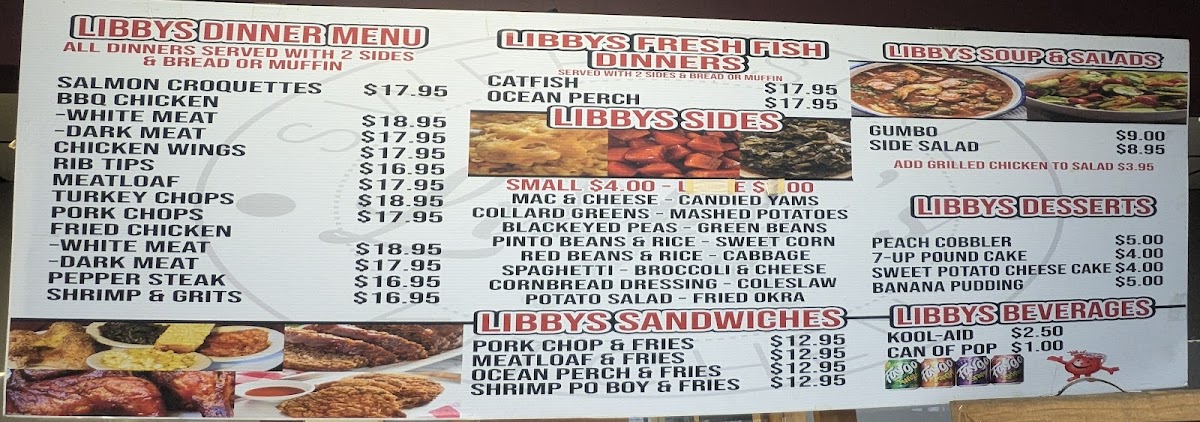 LIBBYS DINNER MENU
ALL DINNERS SERVED WITH 2 SIDES
& BREAD OR MUFFIN
SALMON CROQUETTES $17.95
BBQ CHICKEN
-WHITE MEAT $18.95
-DARK MEAT $17.95
CHICKEN WINGS $17.95
RIB TIPS $16.95
MEATLOAF $17.95
TURKEY CHOPS $18.95
PORK CHOPS $17.95
FRIED CHICKEN
-WHITE MEAT $18.95
-DARK MEAT $17.95
PEPPER STEAK $16.95
SHRIMP & GRITS $16.95
LIBBYS FRESH FISH
DINNERS
SERVED WITH 2 SIDES & BREAD OR MUFFIN
CATFISH $17.95
OCEAN PERCH $17.95
LIBBYS SIDES
SMALL $4.00 -
MAC & CHEESE - CANDIED YAMS
COLLARD GREENS - MASHED POTATOES
BLACKEYED PEAS - GREEN BEANS
PINTO BEANS & RICE - SWEET CORN
RED BEANS & RICE - CABBAGE
SPAGHETTI - BROCCOLI & CHEESE
CORNBREAD DRESSING - COLESLAW
POTATO SALAD - FRIED OKRA
LIBBYS SANDWICHES
PORK CHOP & FRIES $12.95
MEATLOAF & FRIES $12.95
OCEAN PERCH & FRIES $12.95
SHRIMP PO BOY & FRIES $12.95
LIBBYS SOUP & SALADS
GUMBO $9.00
SIDE SALAD $8.95
ADD GRILLED CHICKEN TO SALAD $3.95
LIBBYS DESSERTS
PEACH COBBLER $5.00
7-UP POUND CAKE $4.00
SWEET POTATO CHEESE CAKE $4.00
BANANA PUDDING $5.00
LIBBYS BEVERAGES
KOOL-AID $2.50
CAN OF POP $1.00
FAYGO FAYGO FAYGO FAYGO